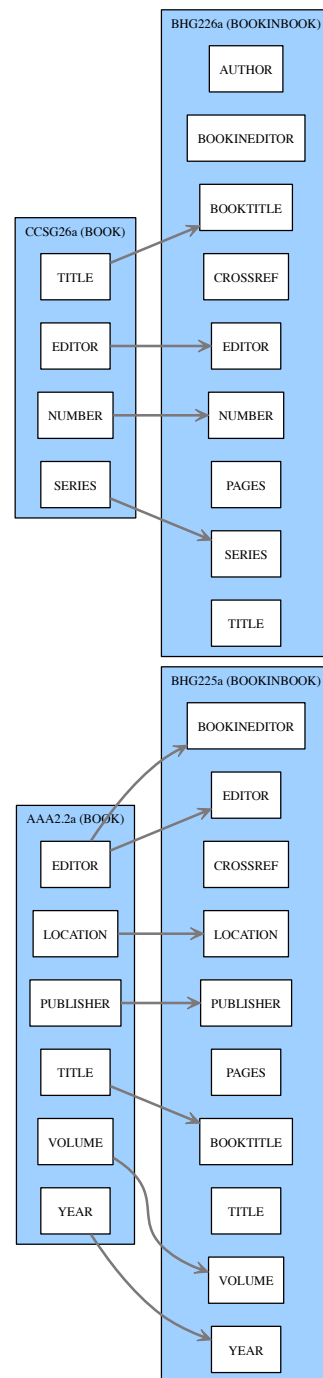 BHG226a (BOOKINBOOK)
AUTHOR
BOOKINEDITOR
BOOKTITLE
CROSSREF
EDITOR
NUMBER
PAGES
SERIES
TITLE
CCSG26a (BOOK)
TITLE
EDITOR
NUMBER
SERIES
BHG225a (BOOKINBOOK)
BOOKINEDITOR
EDITOR
CROSSREF
LOCATION
PUBLISHER
PAGES
BOOKTITLE
TITLE
VOLUME
YEAR
AAA2.2a (BOOK)
EDITOR
LOCATION
PUBLISHER
TITLE
VOLUME
YEAR